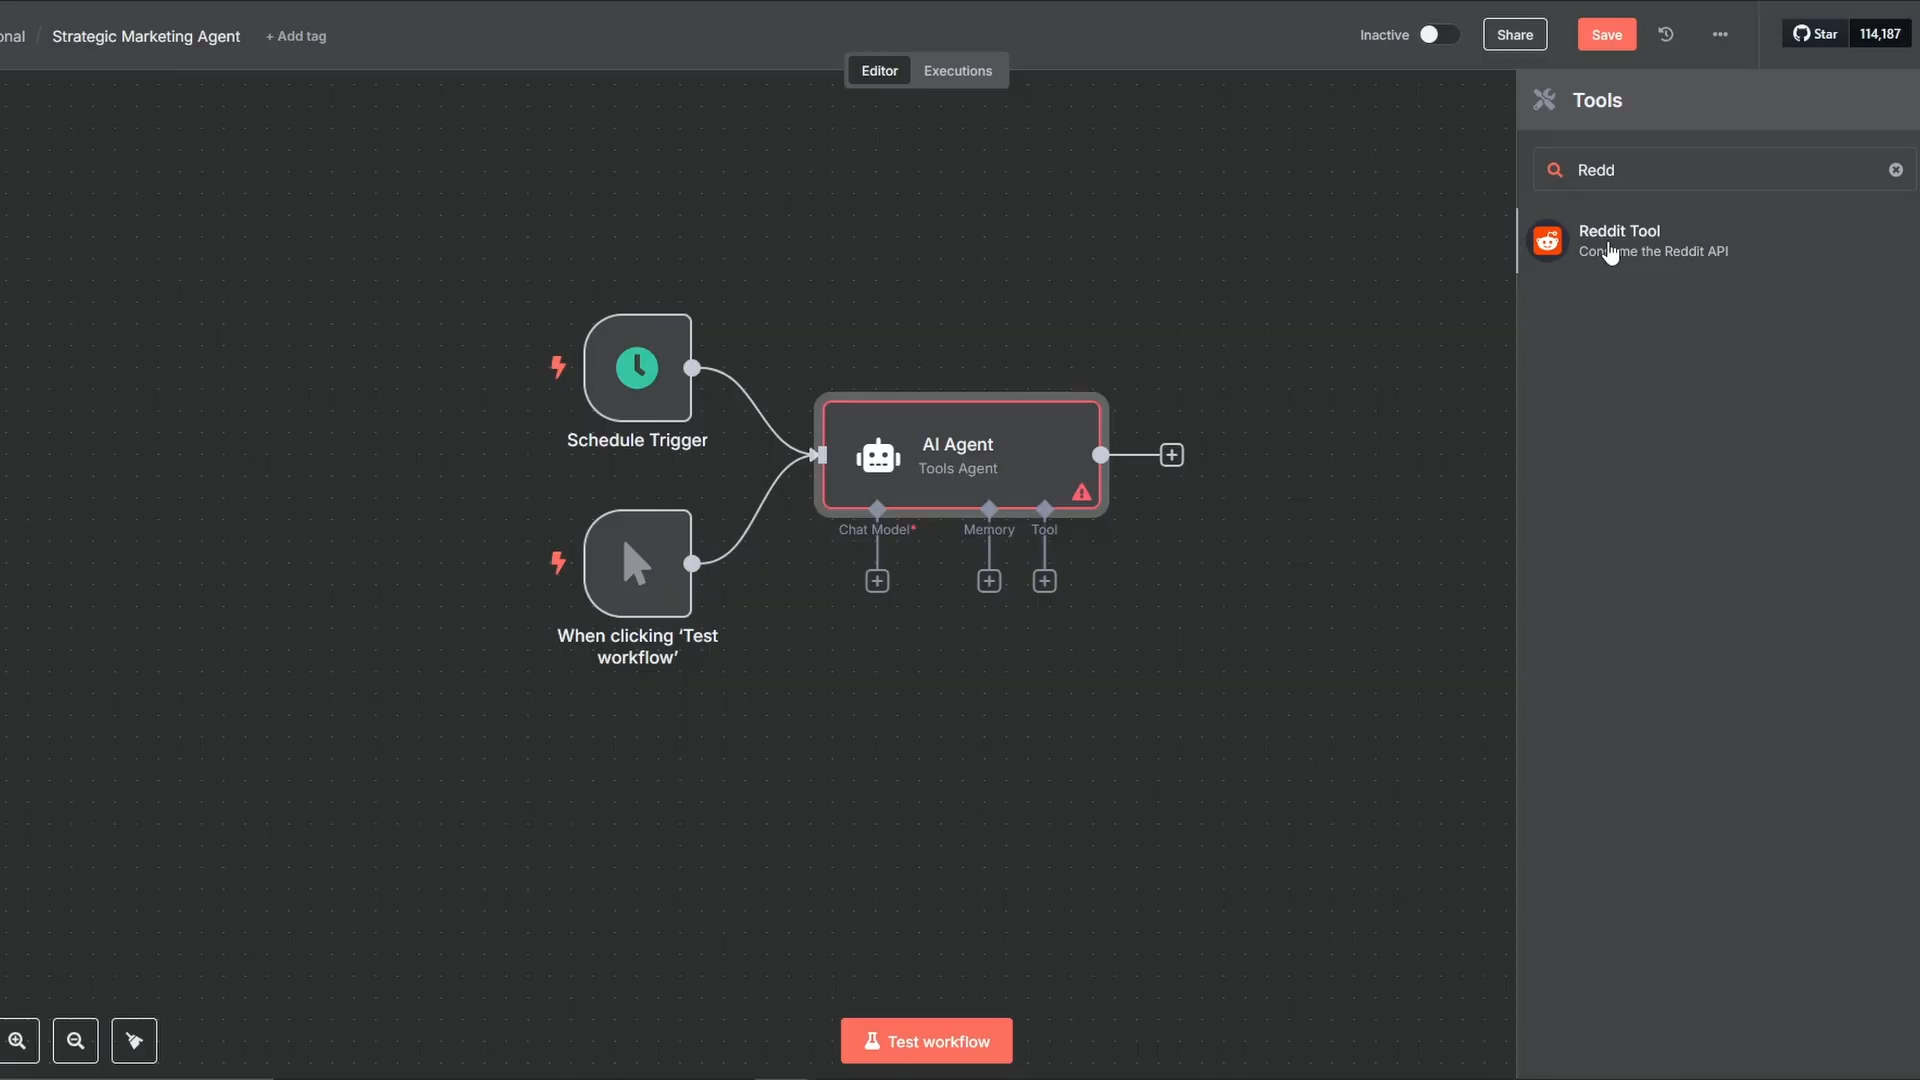 onal / Strategic Marketing Agent + Add tag
Inactive Share Save ••• Star 114,187
Editor Executions
Tools
Redd
Reddit Tool
Consume the Reddit API
Schedule Trigger
AI Agent
Tools Agent
Chat Model*
Memory
Tool
When clicking ‘Test
workflow’
Test workflow